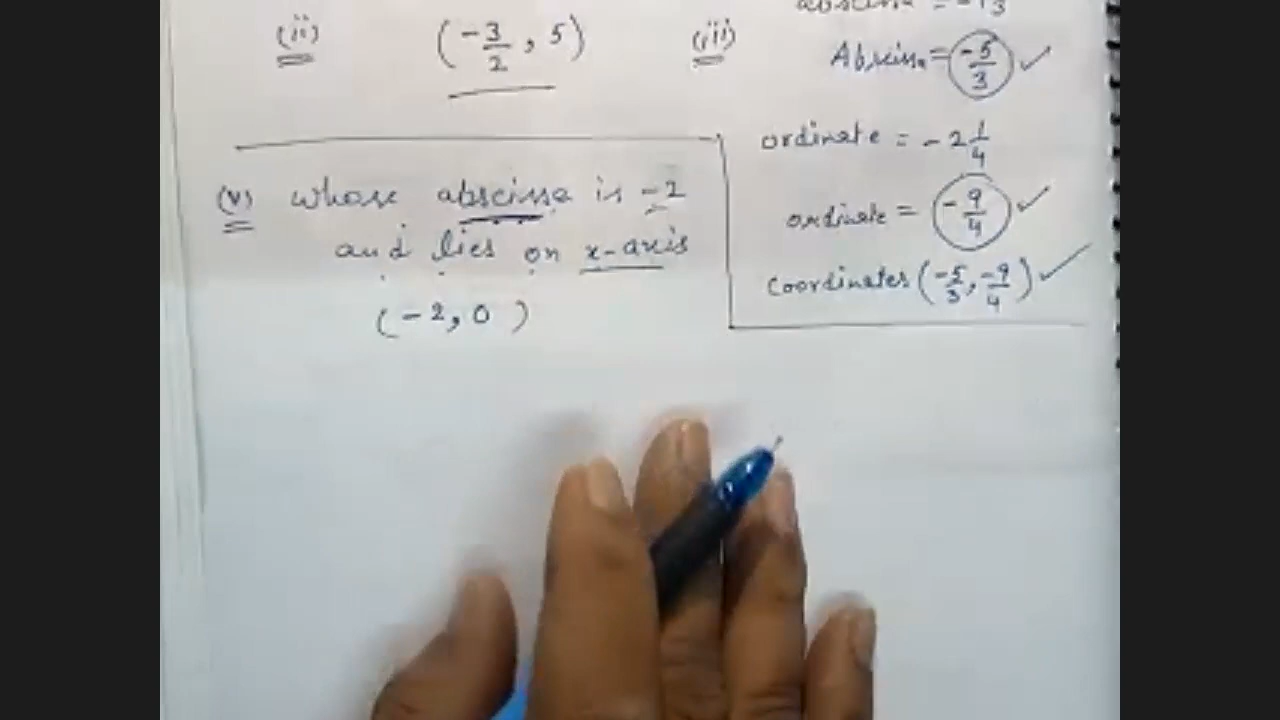 (ii) (-3/2, 5) (iii)
Abscissa = -5/3 ✓
ordinate = -2 1/4
ordinate = -9/4 ✓
Coordinates (-5/3, -9/4) ✓
(v) whose abscissa is -2
and lies on x-axis
(-2, 0)